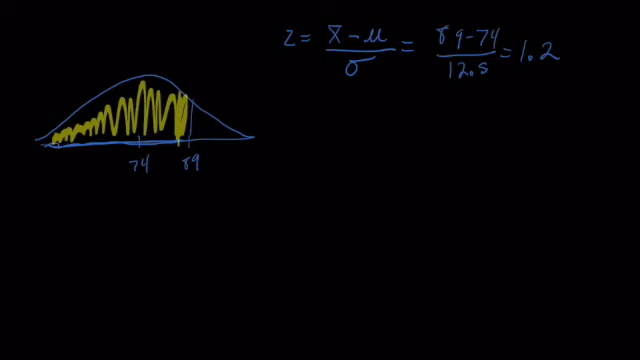 z = x̄ - μ / σ = 89 - 74 / 12.5 = 1.2
74 89